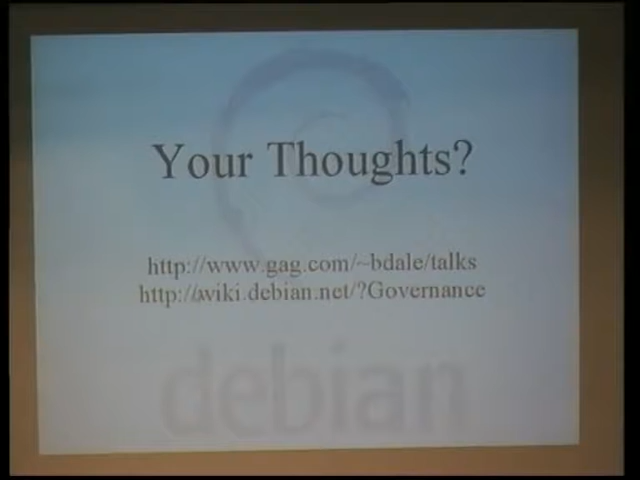 Your Thoughts?
http://www.gag.com/~bdale/talks
http://wiki.debian.net/?Governance
debian